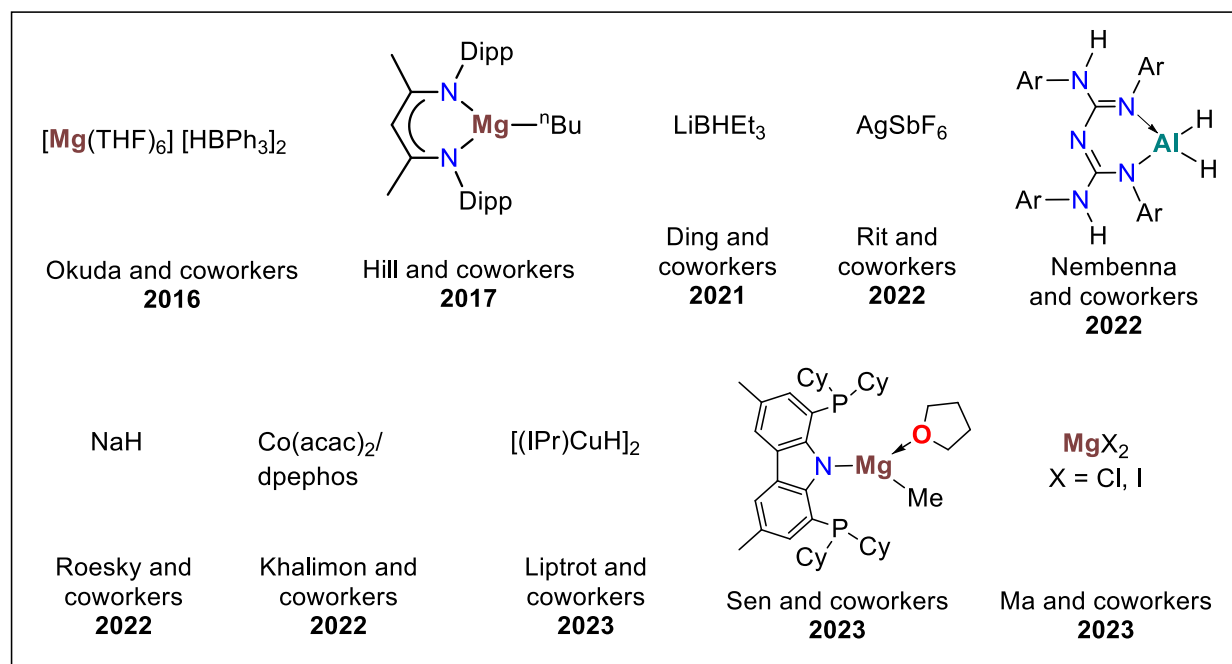 [Mg(THF)6] [HBPh3]2
Dipp
N
Mg
nBu
N
Dipp
LiBHEt3
AgSbF6
H
Ar
N
Ar
N
N
Al
H
H
N
Ar
N
Ar
H
Okuda and coworkers
2016
Hill and coworkers
2017
Ding and
coworkers
2021
Rit and
coworkers
2022
Nembenna
and coworkers
2022
NaH
Co(acac)2/
dpephos
[(IPr)CuH]2
Cy
Cy
P
O
N
Mg
Me
P
Cy
Cy
MgX2
X = Cl, I
Roesky and
coworkers
2022
Khalimon and
coworkers
2022
Liptrot and
coworkers
2023
Sen and coworkers
2023
Ma and coworkers
2023